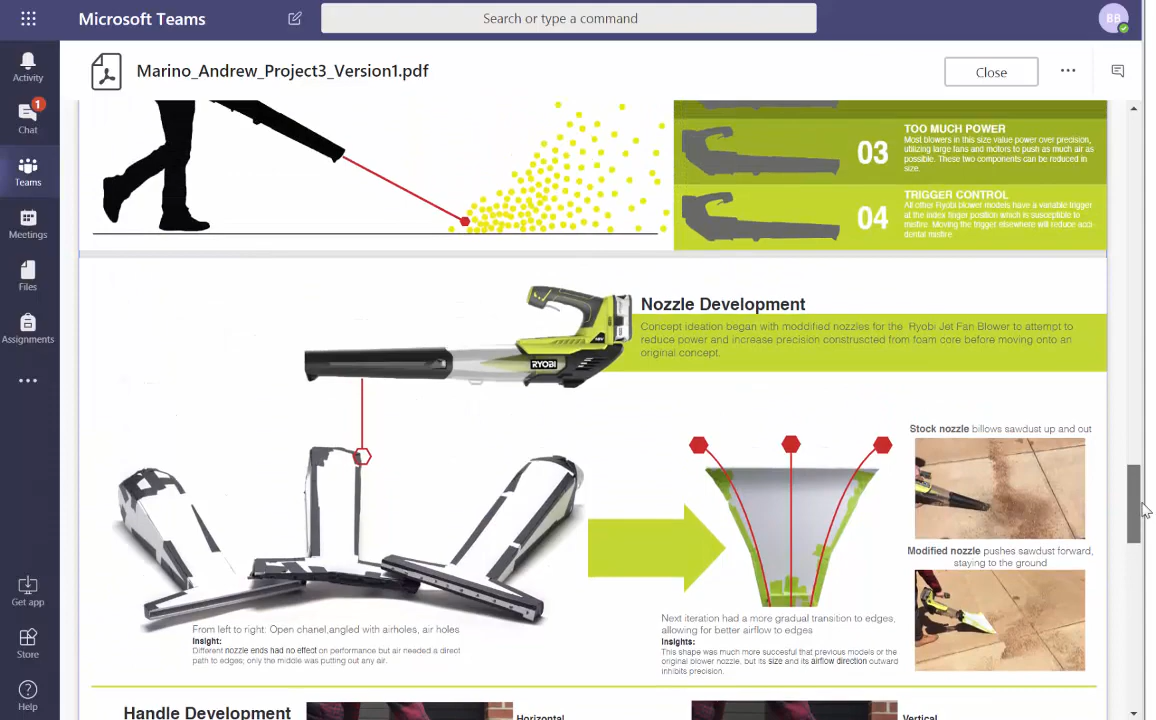 Microsoft Teams
Search or type a command
BB
Activity
Chat
1
Teams
Meetings
Files
Assignments
Get app
Store
Help
Marino_Andrew_Project3_Version1.pdf
Close
03
TOO MUCH POWER
Most blowers in this size value power over precision,
utilizing large fans and motors to push as much air as
possible. These two components can be reduced in
size.
04
TRIGGER CONTROL
All other Ryobi blower models have a variable trigger
at the index finger position which is susceptible to
misfire. Moving the trigger elsewhere will reduce acci-
dental misfire
RYOBI
Nozzle Development
Concept ideation began with moddified nozzles for the Ryobi Jet Fan Blower to attempt to
reduce power and increase precision construscted from foam core before moving onto an
original concept.
Stock nozzle billows sawdust up and out
Modified nozzle pushes sawdust forward,
staying to the ground
From left to right: Open chanel,angled with airholes, air holes
Insight:
Different nozzle ends had no effect on performance but air needed a direct
path to edges; only the middle was putting out any air.
Next iteration had a more gradual transition to edges,
allowing for better airflow to edges
Insights:
This shape was much more succesful that previous models or the
original blower nozzle, but its size and its airflow direction outward
inhibits precision.
Handle Development
Horizontal
Vertical